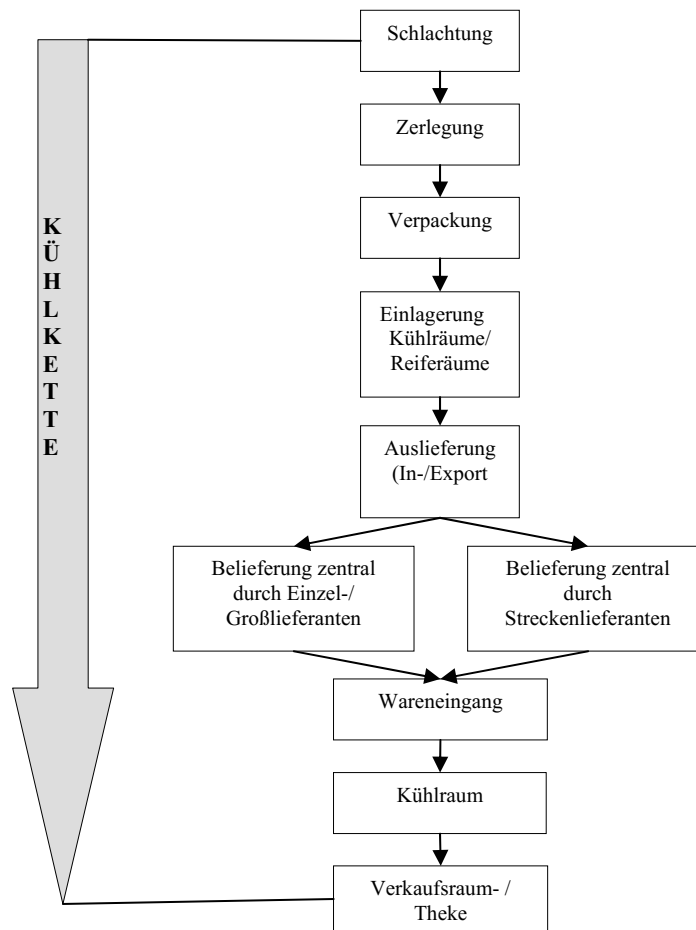 Schlachtung
Zerlegung
Verpackung
Einlagerung
Kühlräume/
Reiferäume
Auslieferung
(In-/Export
Belieferung zentral
durch Einzel-/
Großlieferanten
Belieferung zentral
durch
Streckenlieferanten
Wareneingang
Kühlraum
Verkaufsraum- /
Theke
K
Ü
H
L
K
E
T
T
E